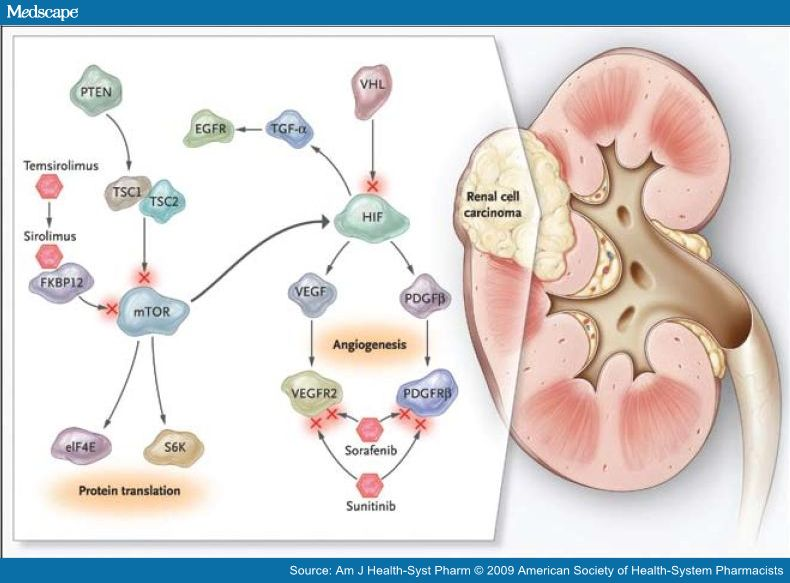 Medscape
PTEN
VHL
EGFR
TGF-α
Temsirolimus
TSC1
TSC2
Renal cell
carcinoma
Sirolimus
HIF
FKBP12
mTOR
VEGF
PDGFβ
Angiogenesis
VEGFR2
PDGFRβ
eIF4E
S6K
Sorafenib
Protein translation
Sunitinib
Source: Am J Health-Syst Pharm © 2009 American Society of Health-System Pharmacists